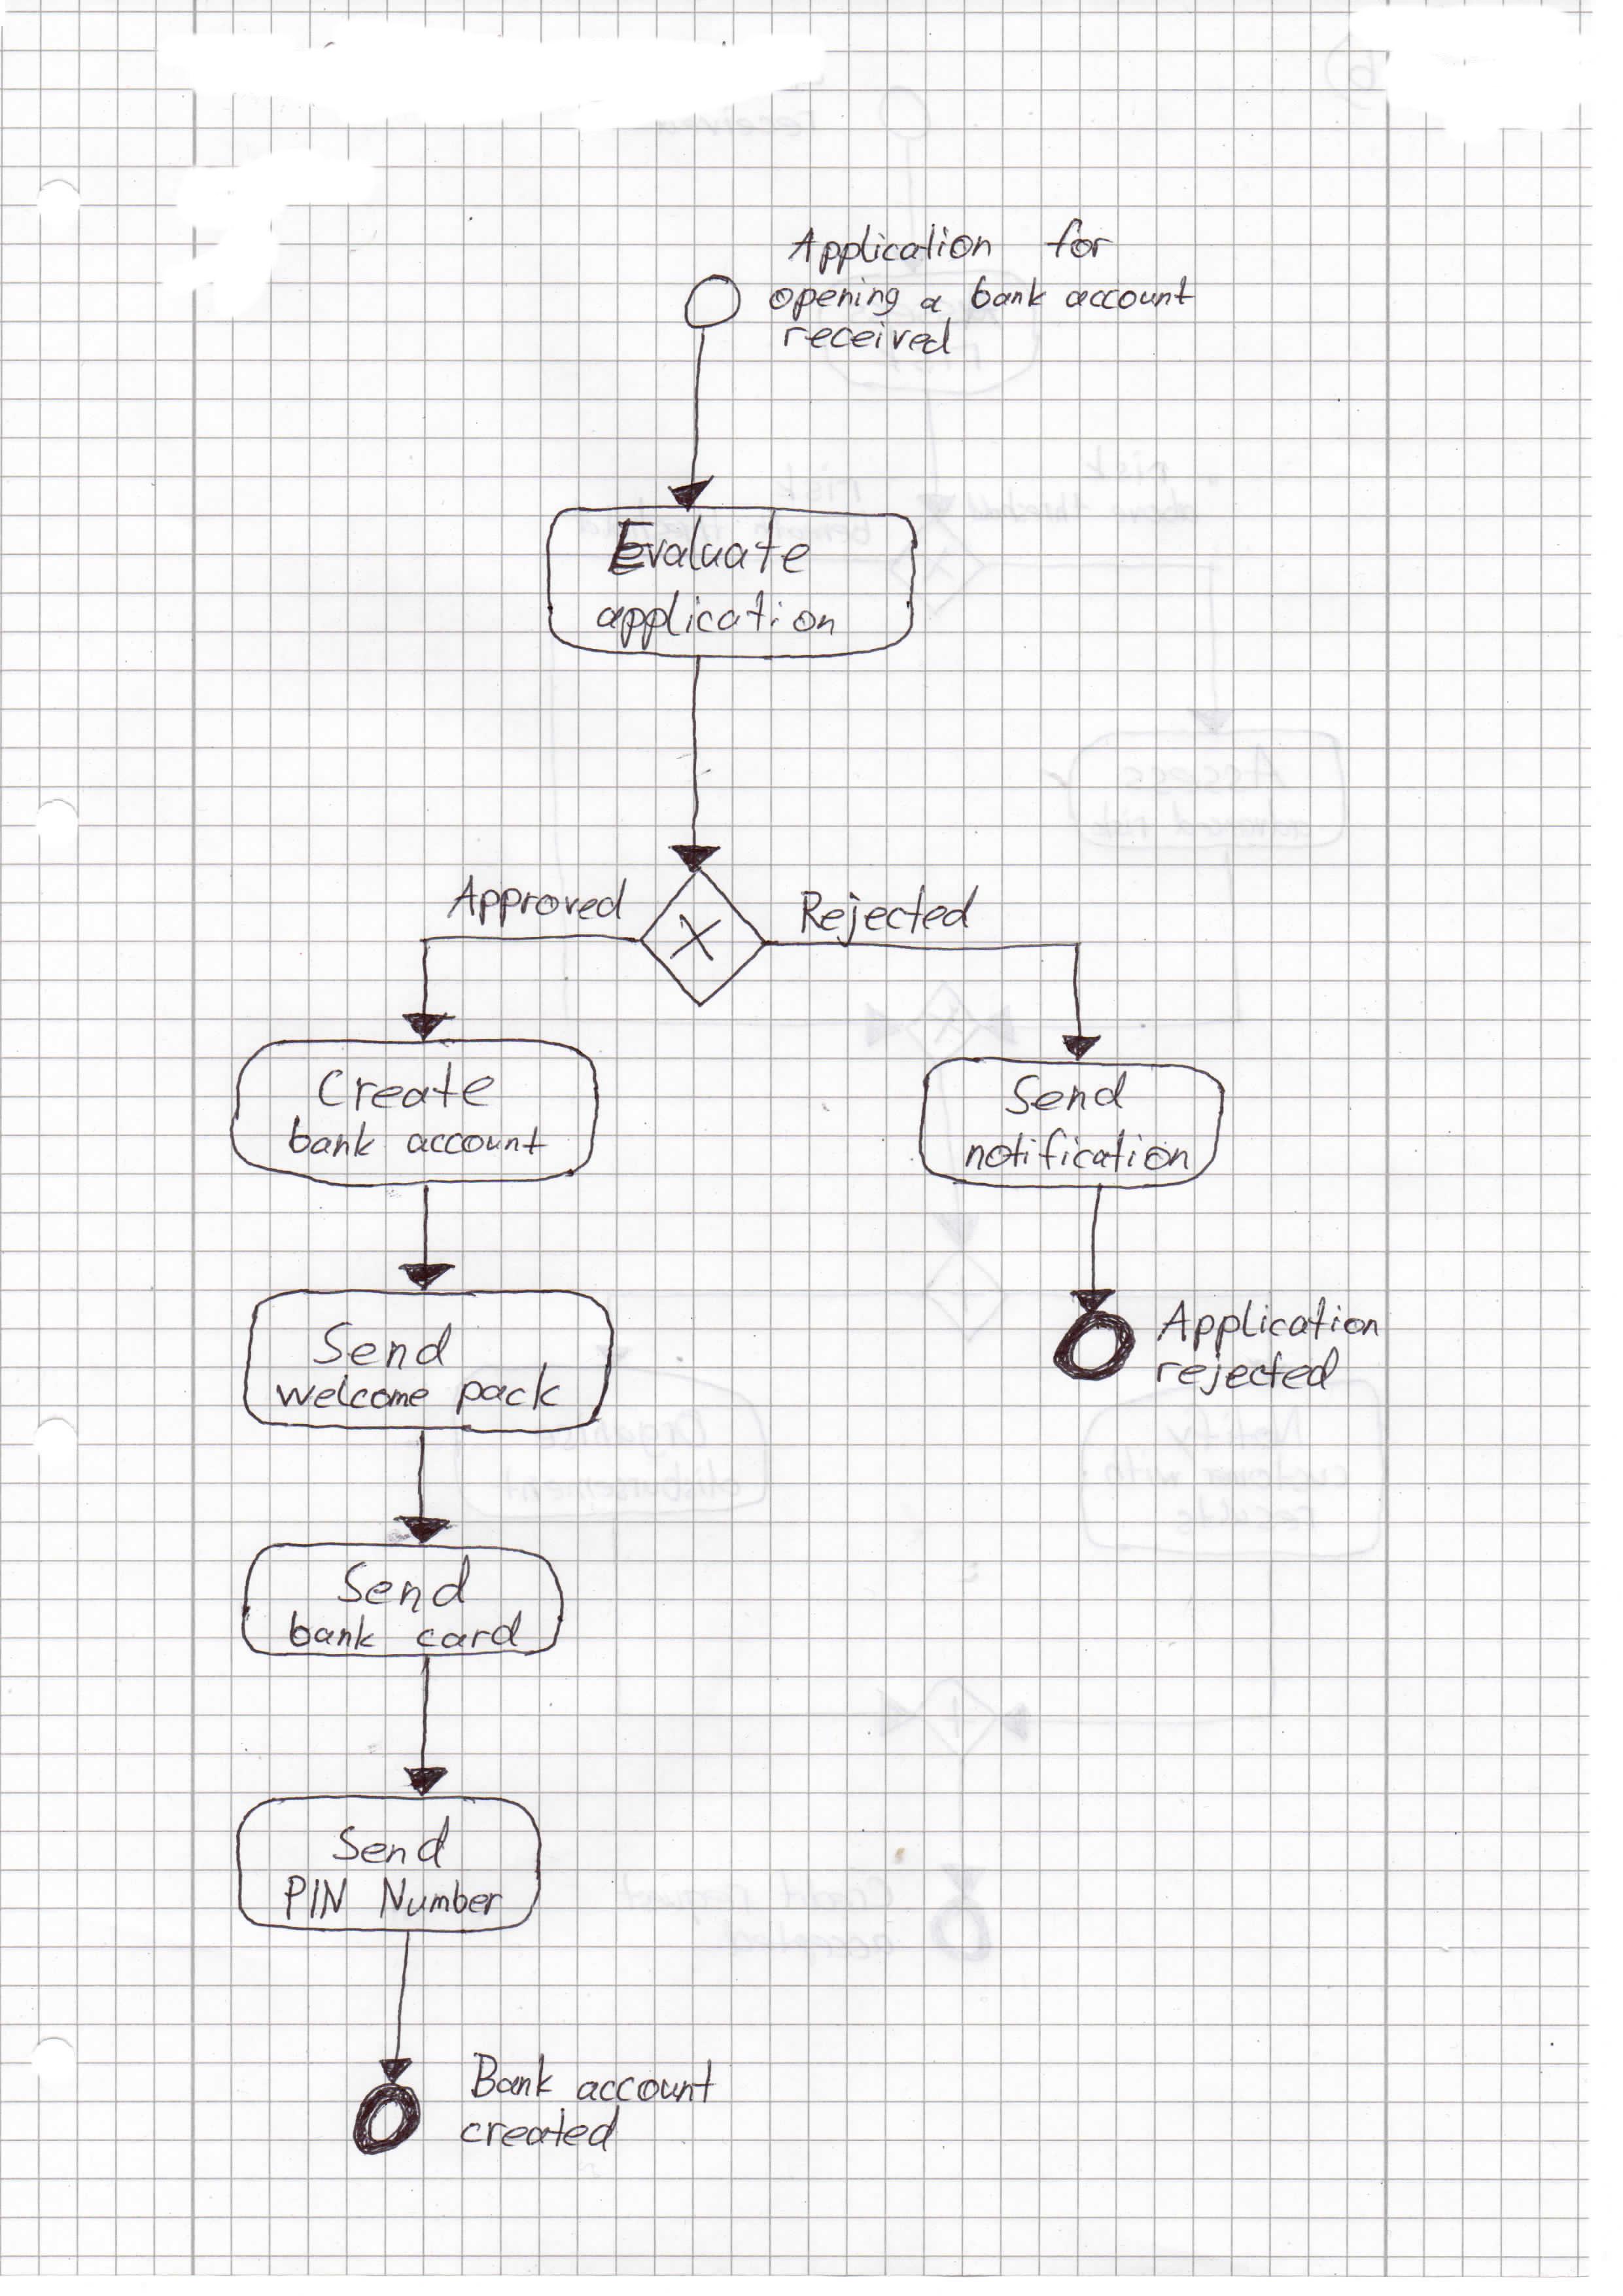 Application for
opening a bank account
received
Evaluate
application
Approved
Rejected
X
Create
bank account
Send
notification
Send
welcome pack
Application
rejected
Send
bank card
Send
PIN Number
Bank account
created